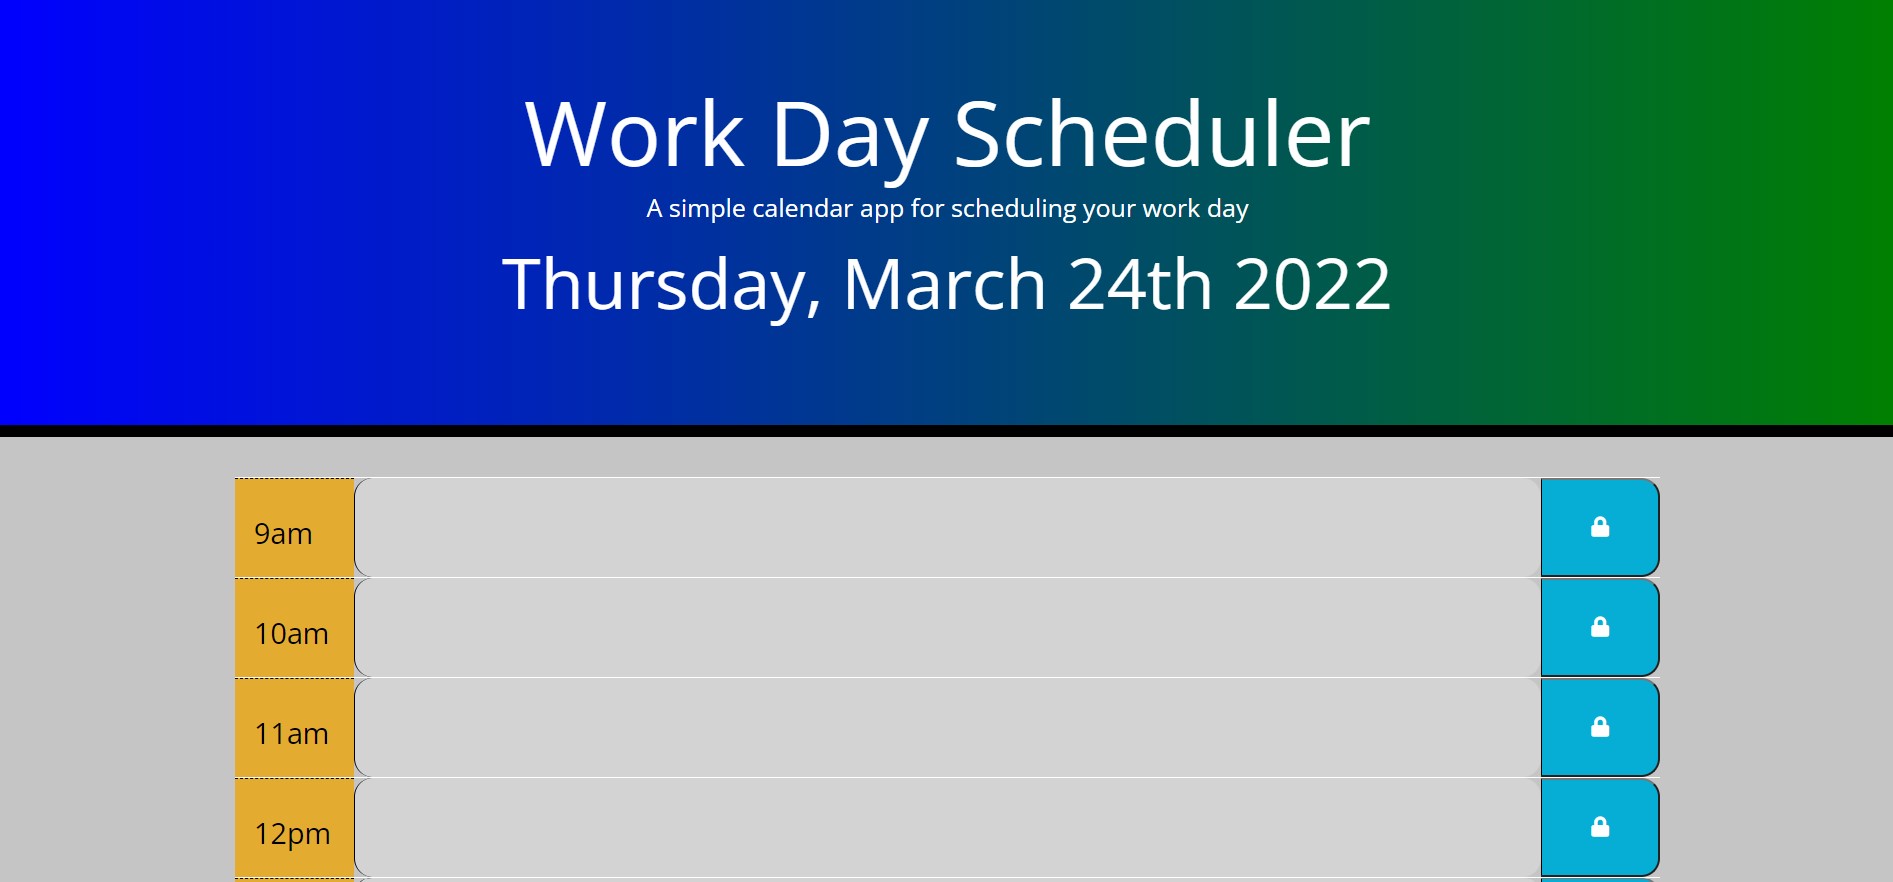 Work Day Scheduler
A simple calendar app for scheduling your work day
Thursday, March 24th 2022
9am
10am
11am
12pm